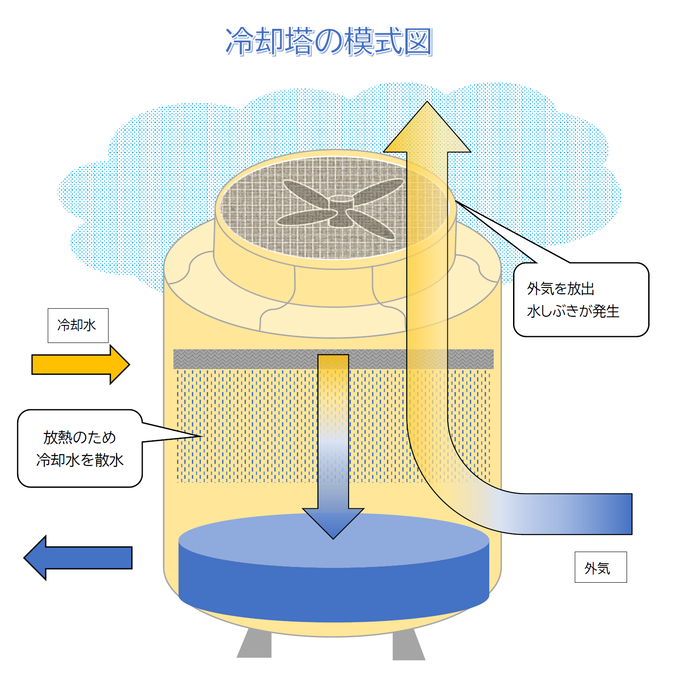 冷却塔の模式図
外気を放出
水しぶきが発生
冷却水
放熱のため
冷却水を散水
外気